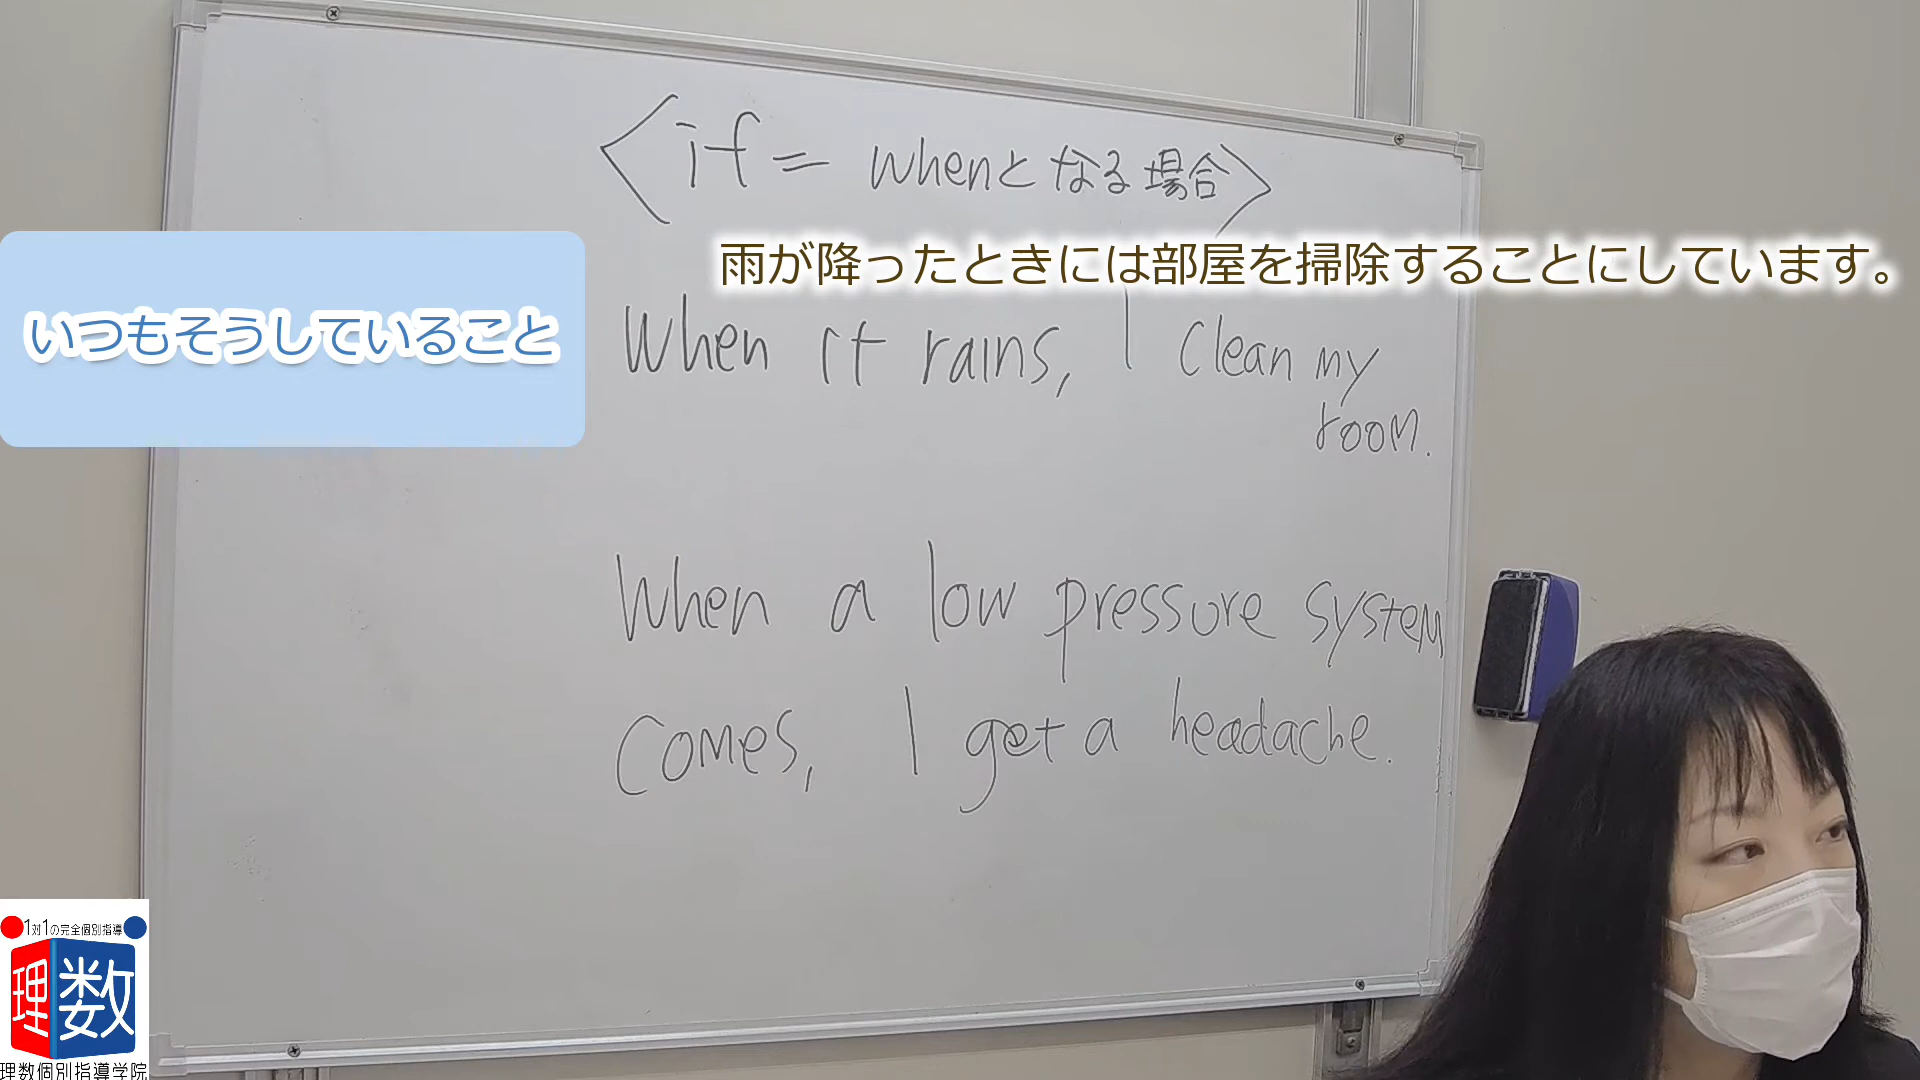 <if = whenとなる場合>
雨が降ったときには部屋を掃除することにしています。
いつもそうしていること
When it rains, I clean my
room.
When a low pressure system
comes, I get a headache.
1対1の完全個別指導
理数
理数個別指導学院